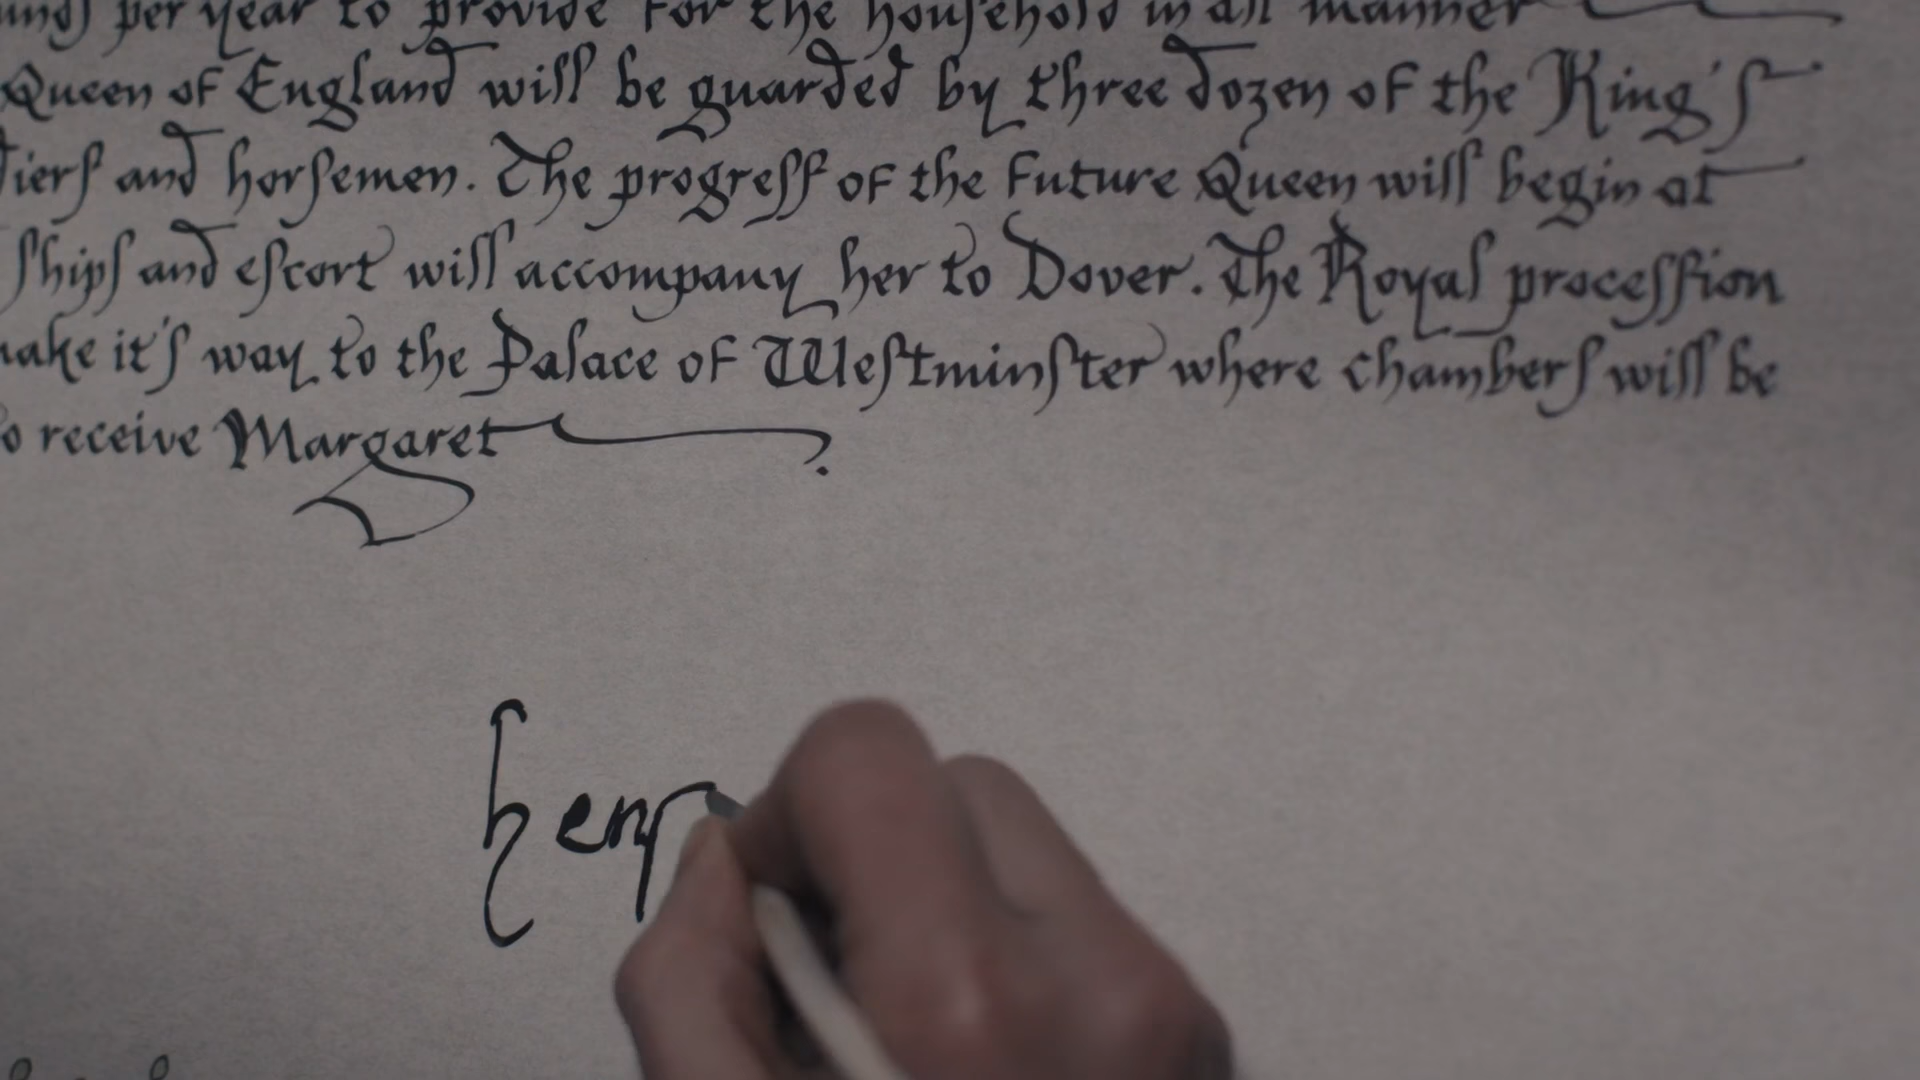 per year to provide for the household in all manner
Queen of England will be guarded by three dozen of the King's
and horsemen. The progress of the future Queen will begin at
ships and escort will accompany her to Dover. The Royal procession
it's way to the Palace of Westminster where chambers will be
receive Margaret.
henr